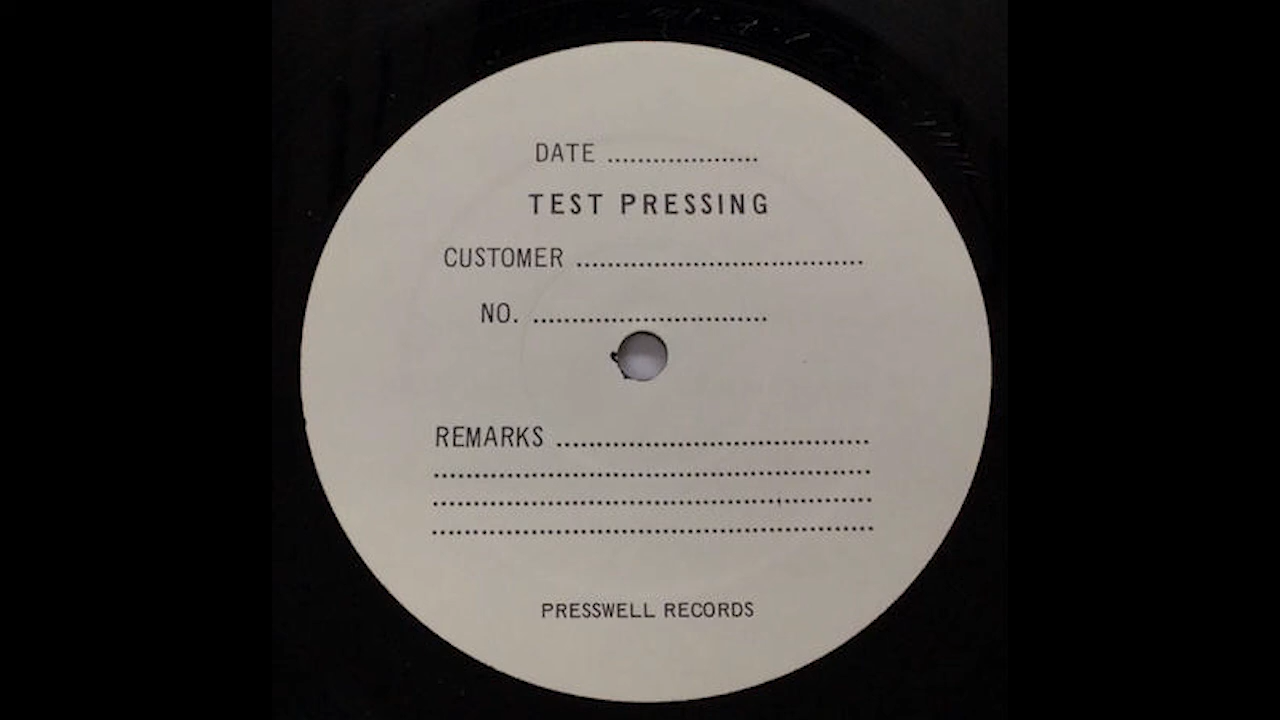 DATE ....................
TEST PRESSING
CUSTOMER .....................................
NO. ..............................
REMARKS ........................................
........................................................
........................................................
........................................................
PRESSWELL RECORDS